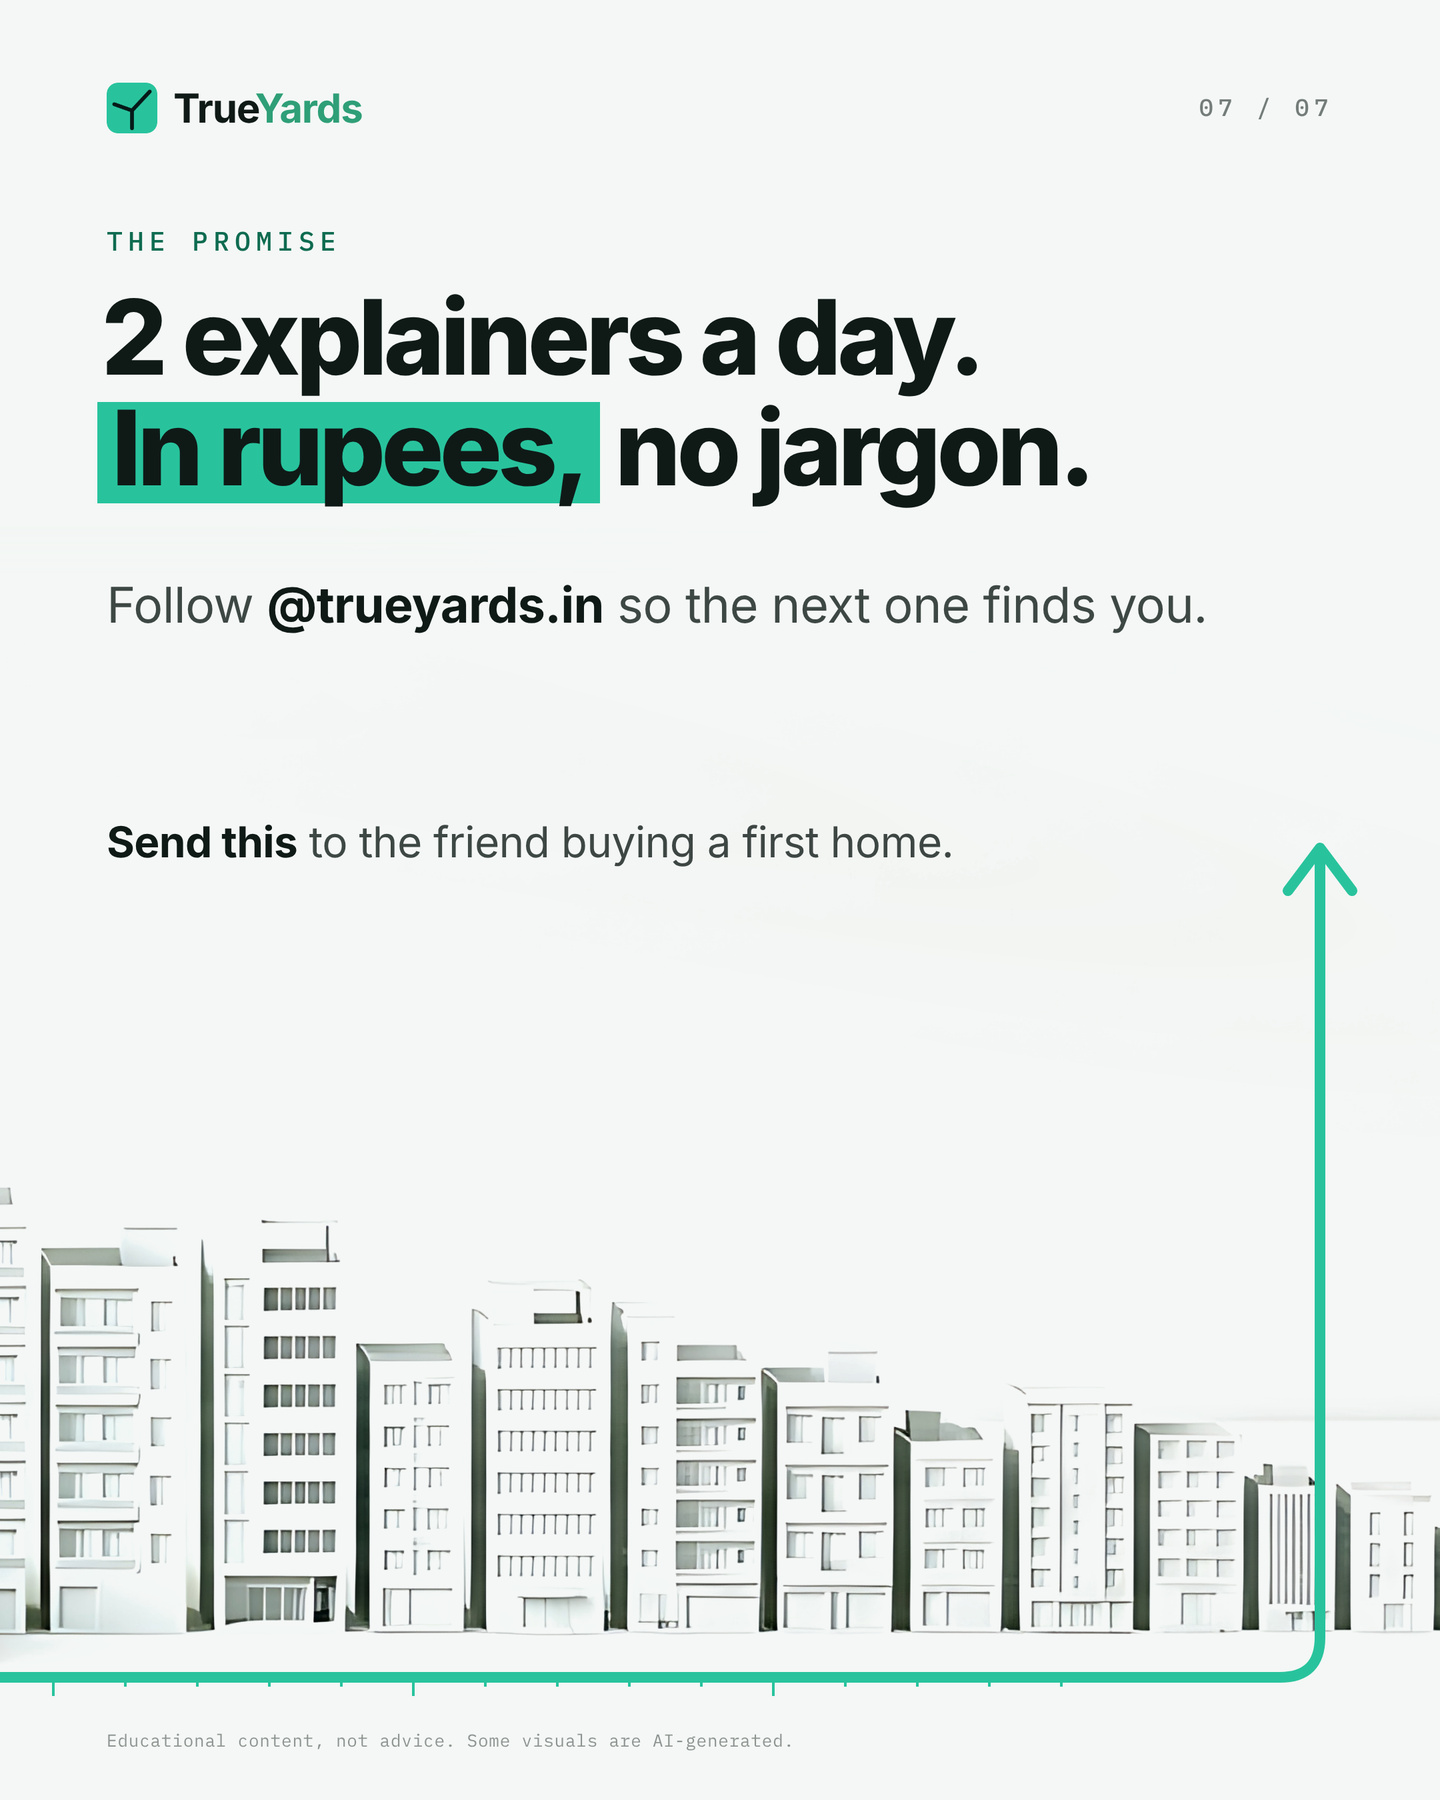 TrueYards
07 / 07
THE PROMISE
2 explainers a day.
In rupees, no jargon.
Follow @trueyards.in so the next one finds you.
Send this to the friend buying a first home.
Educational content, not advice. Some visuals are AI-generated.